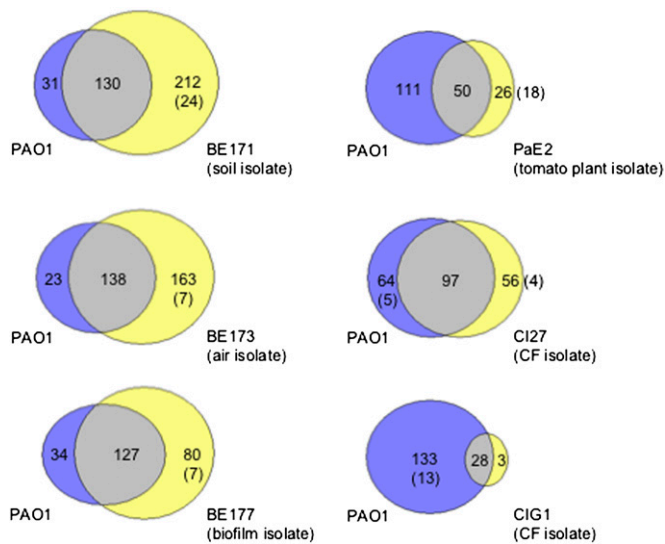 31 130 212
(24)
PAO1 BE171
(soil isolate)
111 50 26 (18)
PAO1 PaE2
(tomato plant isolate)
23 138 163
(7)
PAO1 BE173
(air isolate)
64 97 56 (4)
(5)
PAO1 CI27
(CF isolate)
34 127 80
(7)
PAO1 BE177
(biofilm isolate)
133 28 3
(13)
PAO1 CIG1
(CF isolate)